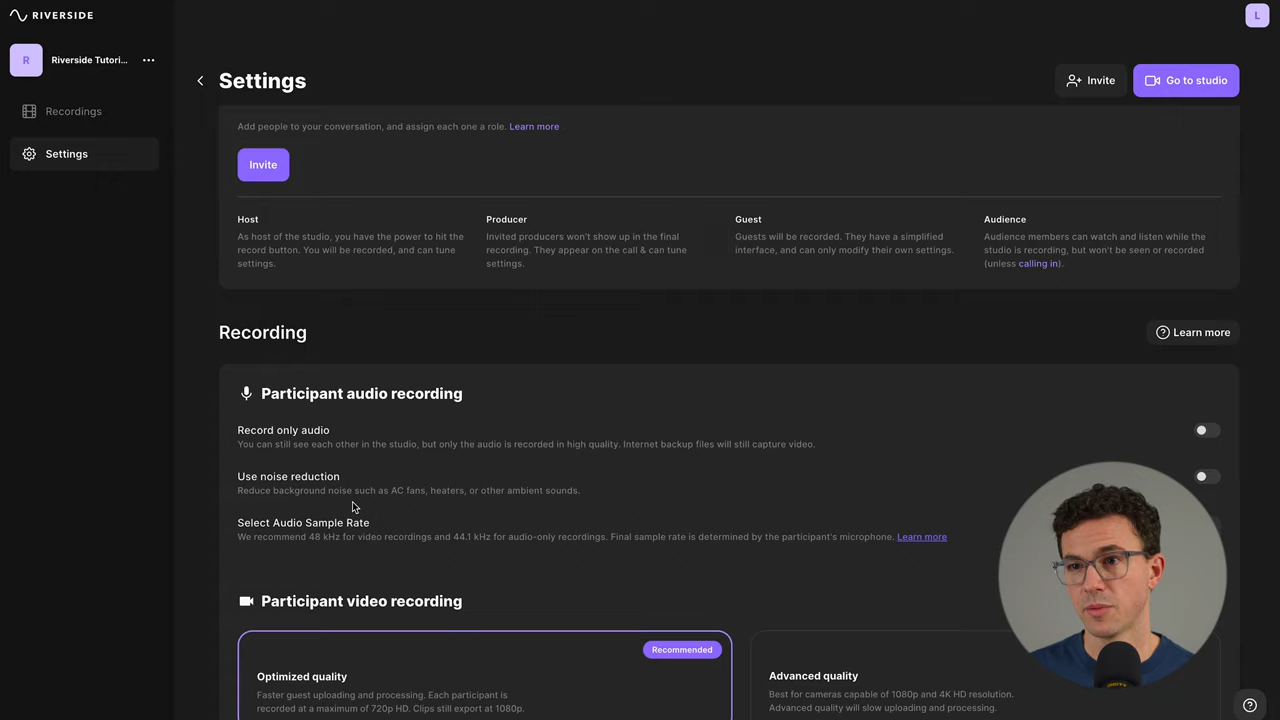 RIVERSIDE
L
R
Riverside Tutori...
Recordings
Settings
Settings
Invite
Go to studio
Add people to your conversation, and assign each one a role. Learn more
Invite
Host
As host of the studio, you have the power to hit the
record button. You will be recorded, and can tune
settings.
Producer
Invited producers won't show up in the final
recording. They appear on the call & can tune
settings.
Guest
Guests will be recorded. They have a simplified
interface, and can only modify their own settings.
Audience
Audience members can watch and listen while the
studio is recording, but won't be seen or recorded
(unless calling in).
Recording
Learn more
Participant audio recording
Record only audio
You can still see each other in the studio, but only the audio is recorded in high quality. Internet backup files will still capture video.
Use noise reduction
Reduce background noise such as AC fans, heaters, or other ambient sounds.
Select Audio Sample Rate
We recommend 48 kHz for video recordings and 44.1 kHz for audio-only recordings. Final sample rate is determined by the participant's microphone. Learn more
Participant video recording
Recommended
Optimized quality
Faster guest uploading and processing. Each participant is
recorded at a maximum of 720p HD. Clips still export at 1080p.
Advanced quality
Best for cameras capable of 1080p and 4K HD resolution.
Advanced quality will slow uploading and processing.